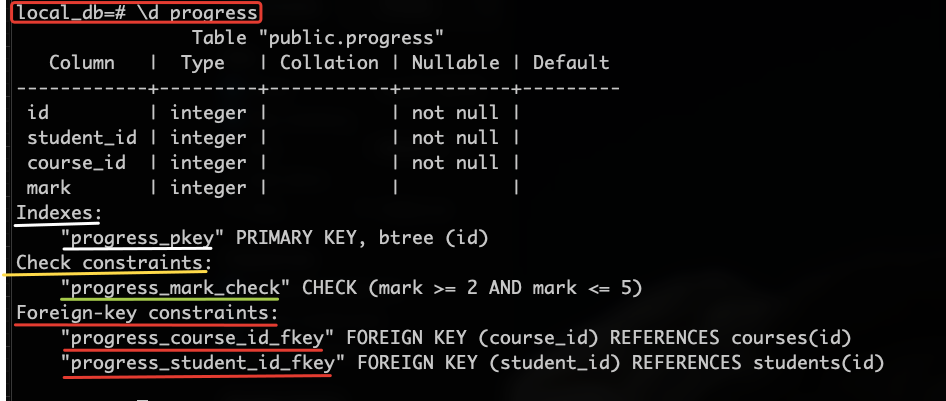 local_db=# \d progress
Table "public.progress"
Column | Type | Collation | Nullable | Default
------------+---------+-----------+----------+---------
id | integer | | not null |
student_id | integer | | not null |
course_id | integer | | not null |
mark | integer | | |
Indexes:
"progress_pkey" PRIMARY KEY, btree (id)
Check constraints:
"progress_mark_check" CHECK (mark >= 2 AND mark <= 5)
Foreign-key constraints:
"progress_course_id_fkey" FOREIGN KEY (course_id) REFERENCES courses(id)
"progress_student_id_fkey" FOREIGN KEY (student_id) REFERENCES students(id)